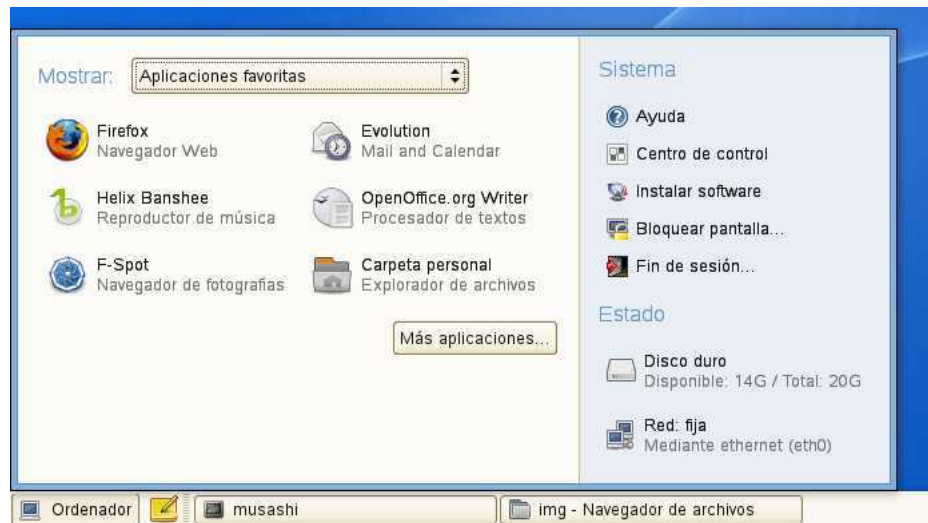 Mostrar:
Aplicaciones favoritas
Firefox
Navegador Web
Evolution
Mail and Calendar
Helix Banshee
Reproductor de música
OpenOffice.org Writer
Procesador de textos
F-Spot
Navegador de fotografias
Carpeta personal
Explorador de archivos
Más aplicaciones...
Sistema
Ayuda
Centro de control
Instalar software
Bloquear pantalla...
Fin de sesión...
Estado
Disco duro
Disponible: 14G / Total: 20G
Red: fija
Mediante ethernet (eth0)
Ordenador
musashi
img - Navegador de archivos